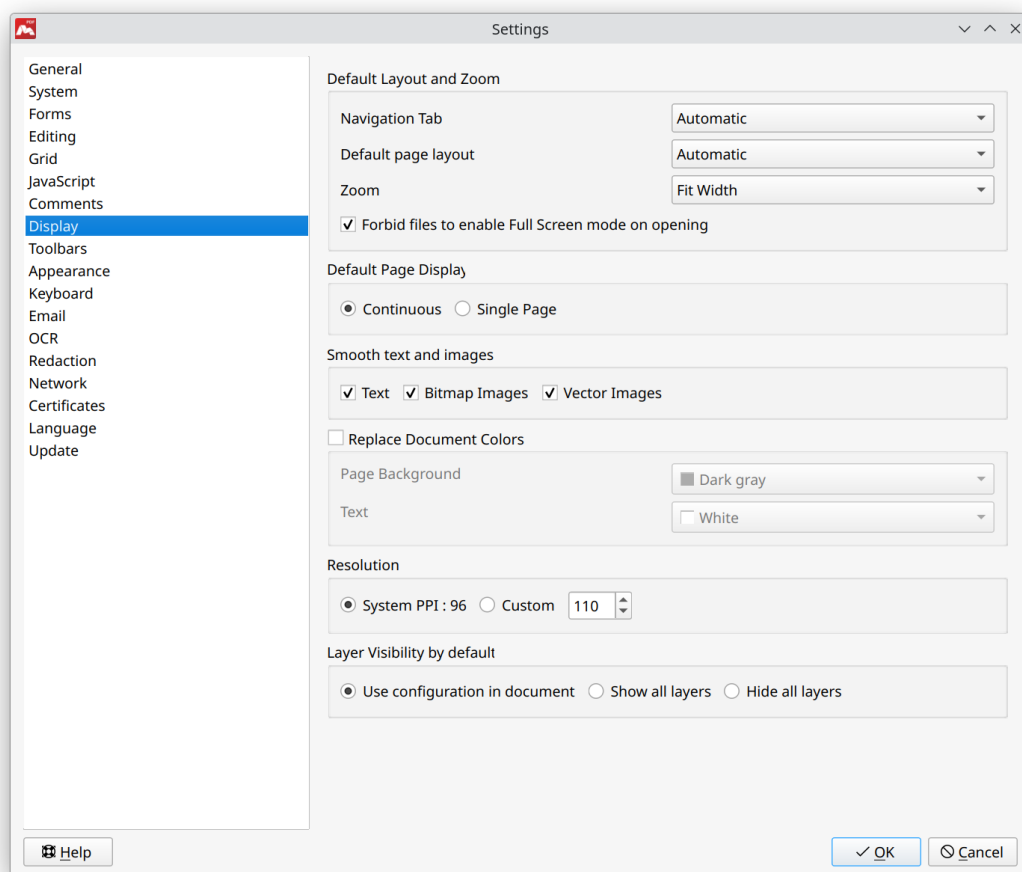 PDF
Settings
General
System
Forms
Editing
Grid
JavaScript
Comments
Display
Toolbars
Appearance
Keyboard
Email
OCR
Redaction
Network
Certificates
Language
Update
Default Layout and Zoom
Navigation Tab Automatic
Default page layout Automatic
Zoom Fit Width
Forbid files to enable Full Screen mode on opening
Default Page Display
Continuous Single Page
Smooth text and images
Text Bitmap Images Vector Images
Replace Document Colors
Page Background Dark gray
Text White
Resolution
System PPI : 96 Custom 110
Layer Visibility by default
Use configuration in document Show all layers Hide all layers
Help OK Cancel